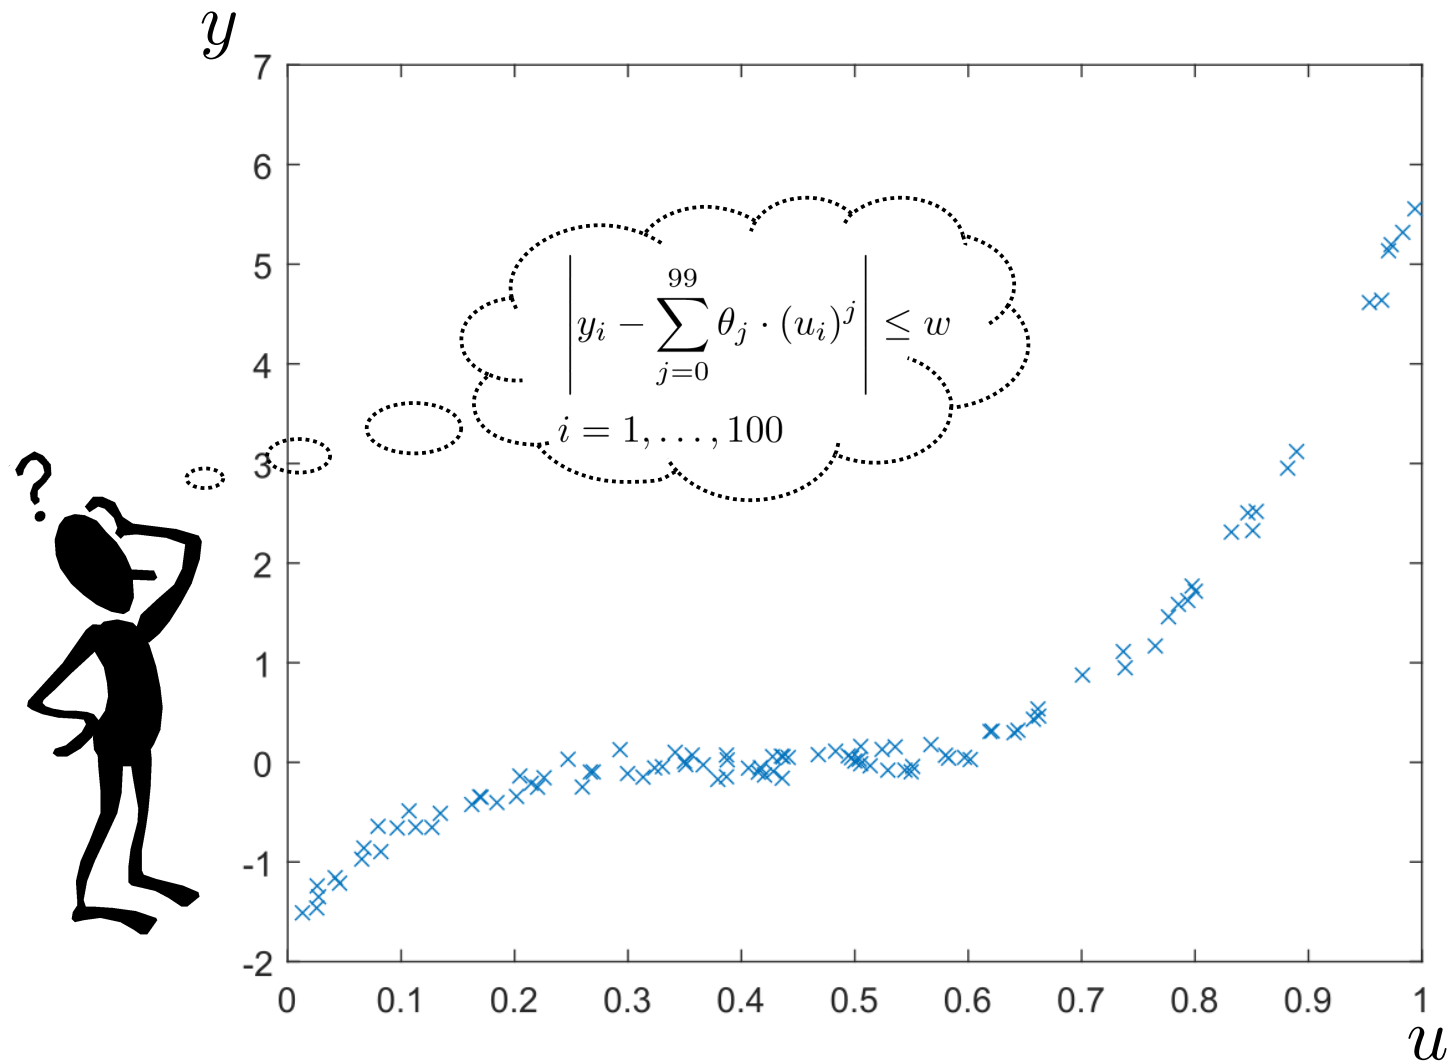 y
7
6
5
4
3
2
1
0
-1
-2
?
|y_i − ∑_{j=0}^{99} θ_j · (u_i)^j| ≤ w
i = 1, . . . , 100
0 0.1 0.2 0.3 0.4 0.5 0.6 0.7 0.8 0.9 1
u